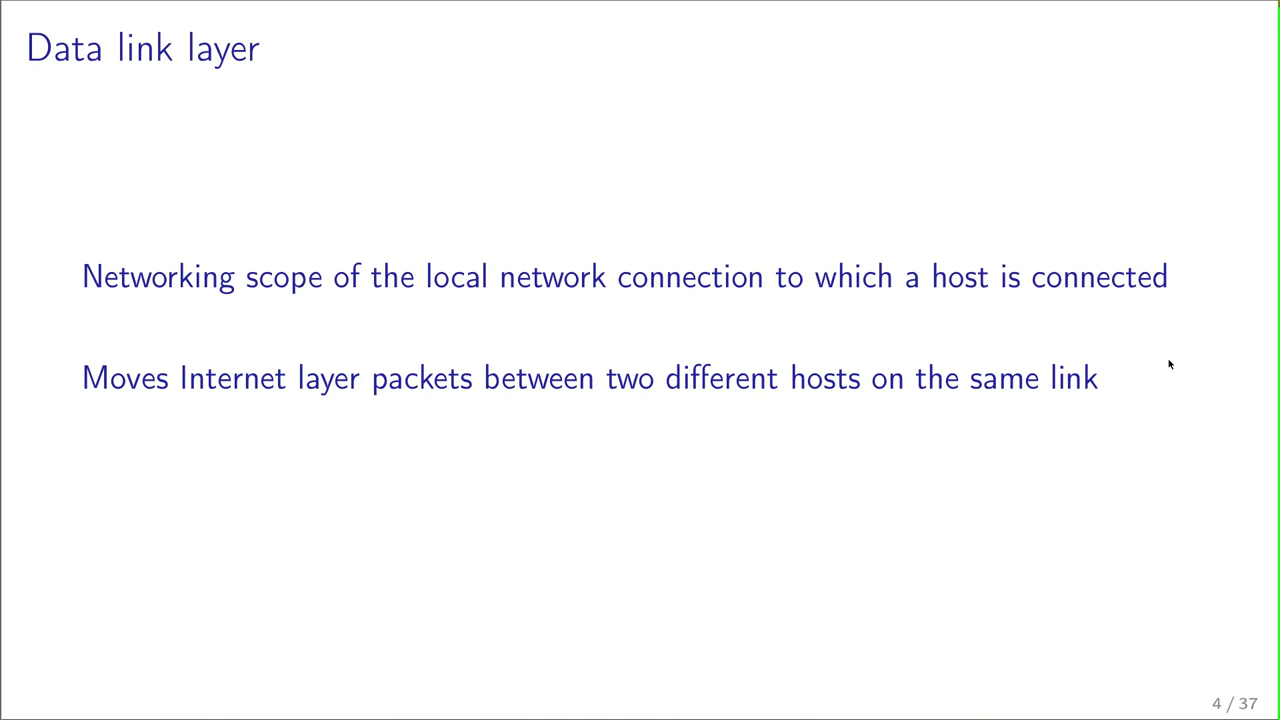 Data link layer
Networking scope of the local network connection to which a host is connected
Moves Internet layer packets between two different hosts on the same link
4 / 37